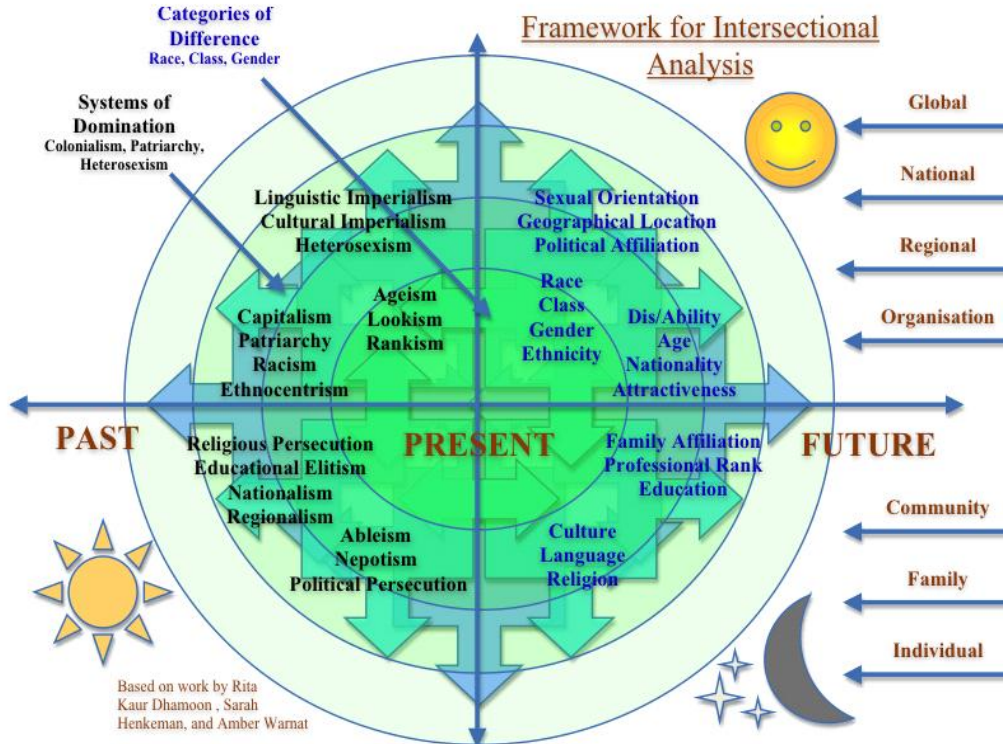 Categories of
Difference
Race, Class, Gender
Framework for Intersectional
Analysis
Systems of
Domination
Colonialism, Patriarchy,
Heterosexism
Global
National
Regional
Organisation
Linguistic Imperialism
Cultural Imperialism
Heterosexism
Sexual Orientation
Geographical Location
Political Affiliation
Ageism
Lookism
Rankism
Race
Class
Gender
Ethnicity
Capitalism
Patriarchy
Racism
Ethnocentrism
Dis/Ability
Age
Nationality
Attractiveness
PAST
PRESENT
FUTURE
Religious Persecution
Educational Elitism
Nationalism
Regionalism
Family Affiliation
Professional Rank
Education
Ableism
Nepotism
Political Persecution
Culture
Language
Religion
Community
Family
Individual
Based on work by Rita
Kaur Dhamoon , Sarah
Henkeman, and Amber Warnat